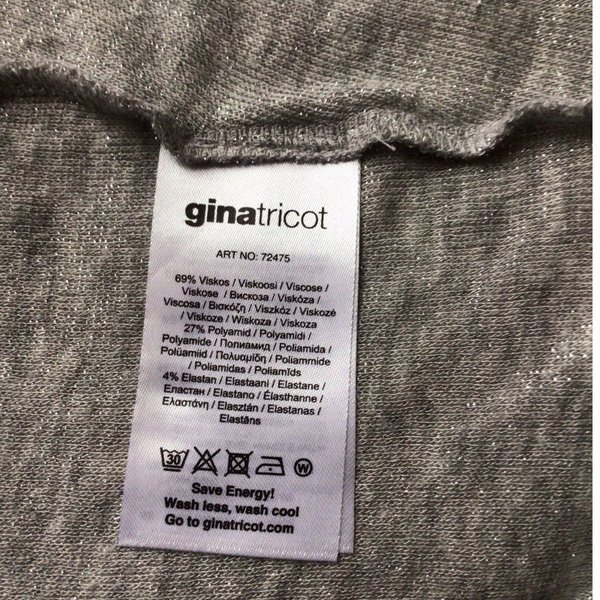 ginatricot
ART NO: 72475
69% Viskos / Viskoosi / Viscose /
Viskose / Вискоза / Viskóza /
Viscosa / Βισκόζη / Viszkóz / Viskozė
/ Viskoze / Wiskoza / Viskoza
27% Polyamid / Polyamidi /
Polyamide / Полиамид / Poliamida /
Polüamiid / Πολυαμίδη / Poliammide
/ Poliamidas / Poliamīds
4% Elastan / Elastaani / Elastane /
Еластан / Elastano / Élasthanne /
Ελαστάνη / Elasztán / Elastanas /
Elastāns
30 W
Save Energy!
Wash less, wash cool
Go to ginatricot.com